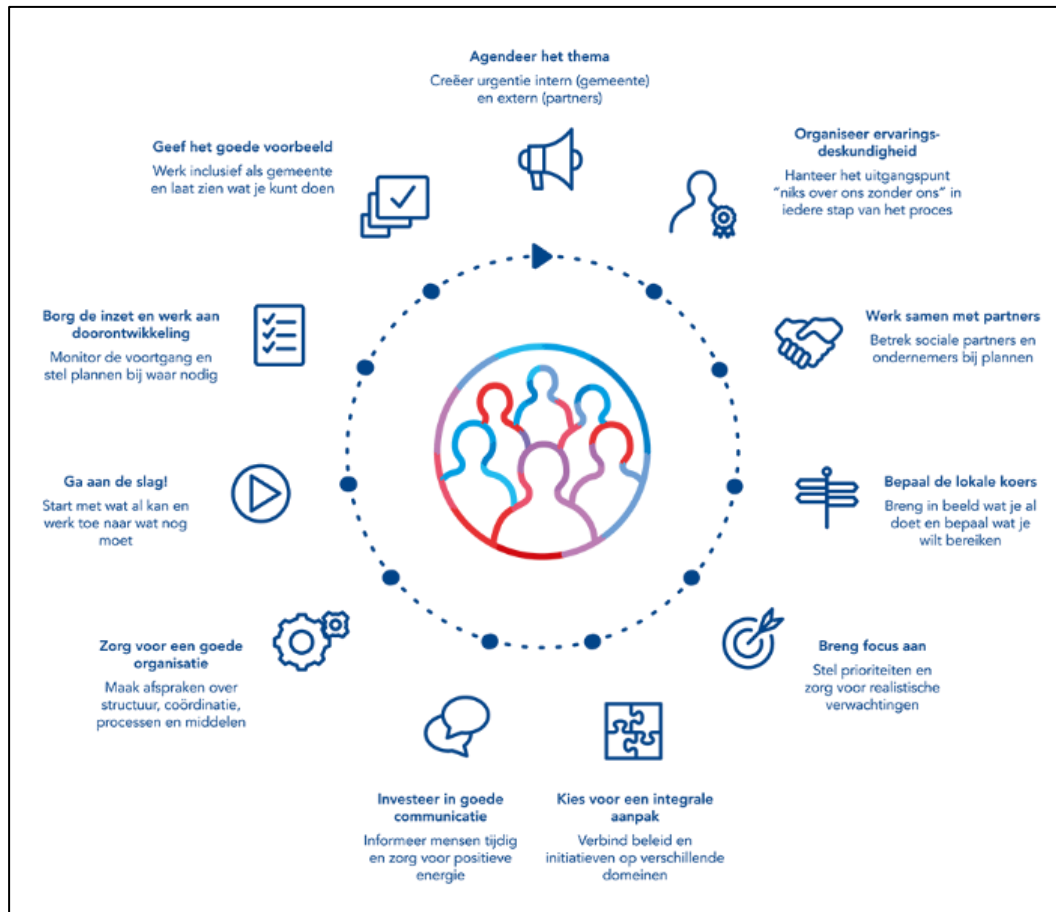 Agendeer het thema
Creëer urgentie intern (gemeente)
en extern (partners)
Organiseer ervarings-
deskundigheid
Hanteer het uitgangspunt
“niks over ons zonder ons” in
iedere stap van het proces
Werk samen met partners
Betrek sociale partners en
ondernemers bij plannen
Bepaal de lokale koers
Breng in beeld wat je al
doet en bepaal wat je
wilt bereiken
Breng focus aan
Stel prioriteiten en
zorg voor realistische
verwachtingen
Kies voor een integrale
aanpak
Verbind beleid en
initiatieven op verschillende
domeinen
Investeer in goede
communicatie
Informeer mensen tijdig
en zorg voor positieve
energie
Zorg voor een goede
organisatie
Maak afspraken over
structuur, coördinatie,
processen en middelen
Ga aan de slag!
Start met wat al kan en
werk toe naar wat nog
moet
Borg de inzet en werk aan
doorontwikkeling
Monitor de voortgang en
stel plannen bij waar nodig
Geef het goede voorbeeld
Werk inclusief als gemeente
en laat zien wat je kunt doen